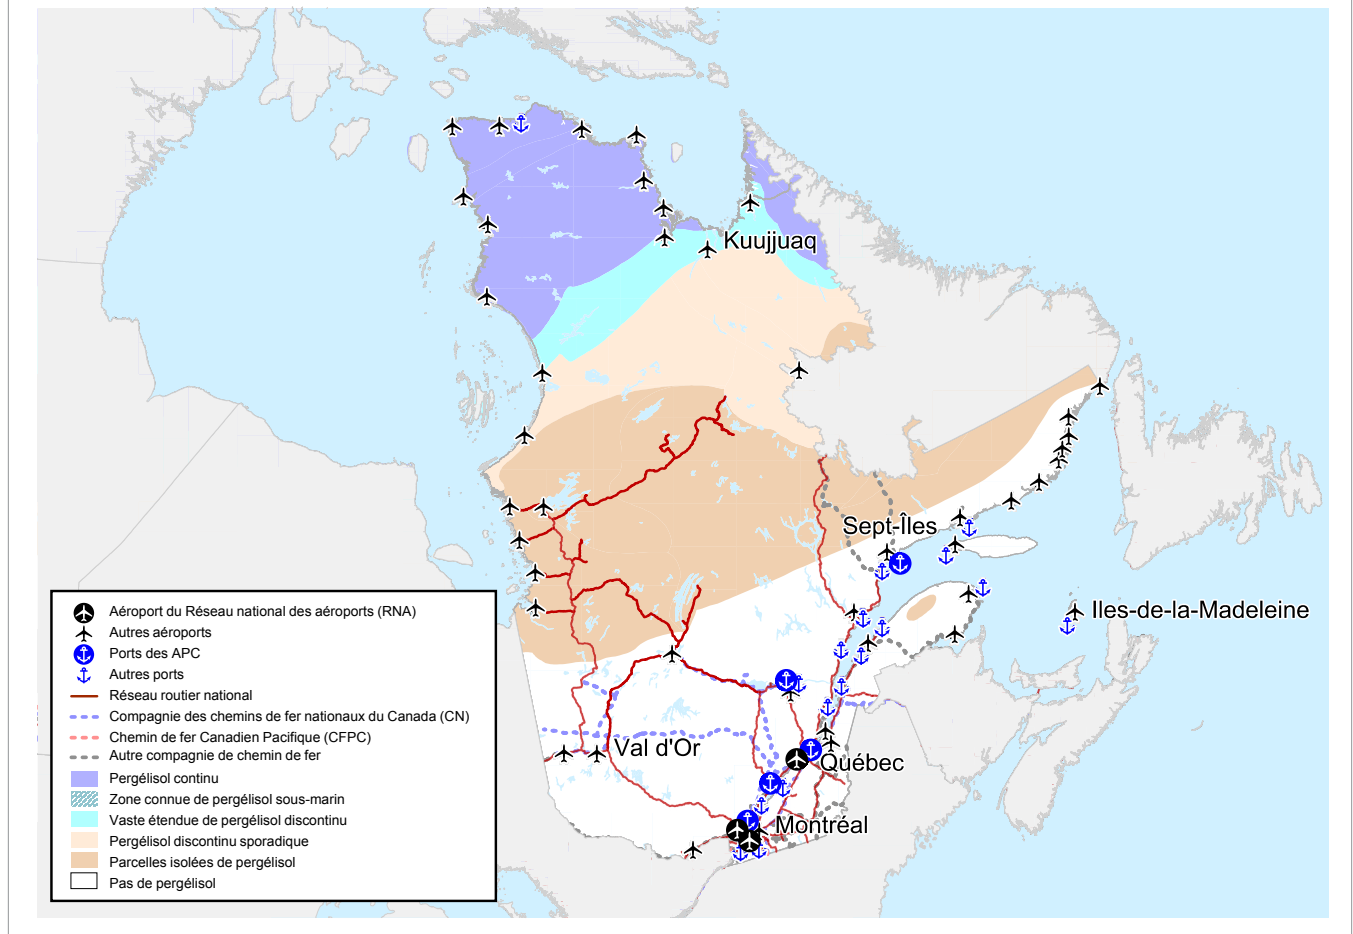 Kuujjuaq
Sept-Îles
Iles-de-la-Madeleine
Val d'Or
Québec
Montréal
Aéroport du Réseau national des aéroports (RNA)
Autres aéroports
Ports des APC
Autres ports
Réseau routier national
Compagnie des chemins de fer nationaux du Canada (CN)
Chemin de fer Canadien Pacifique (CFPC)
Autre compagnie de chemin de fer
Pergélisol continu
Zone connue de pergélisol sous-marin
Vaste étendue de pergélisol discontinu
Pergélisol discontinu sporadique
Parcelles isolées de pergélisol
Pas de pergélisol